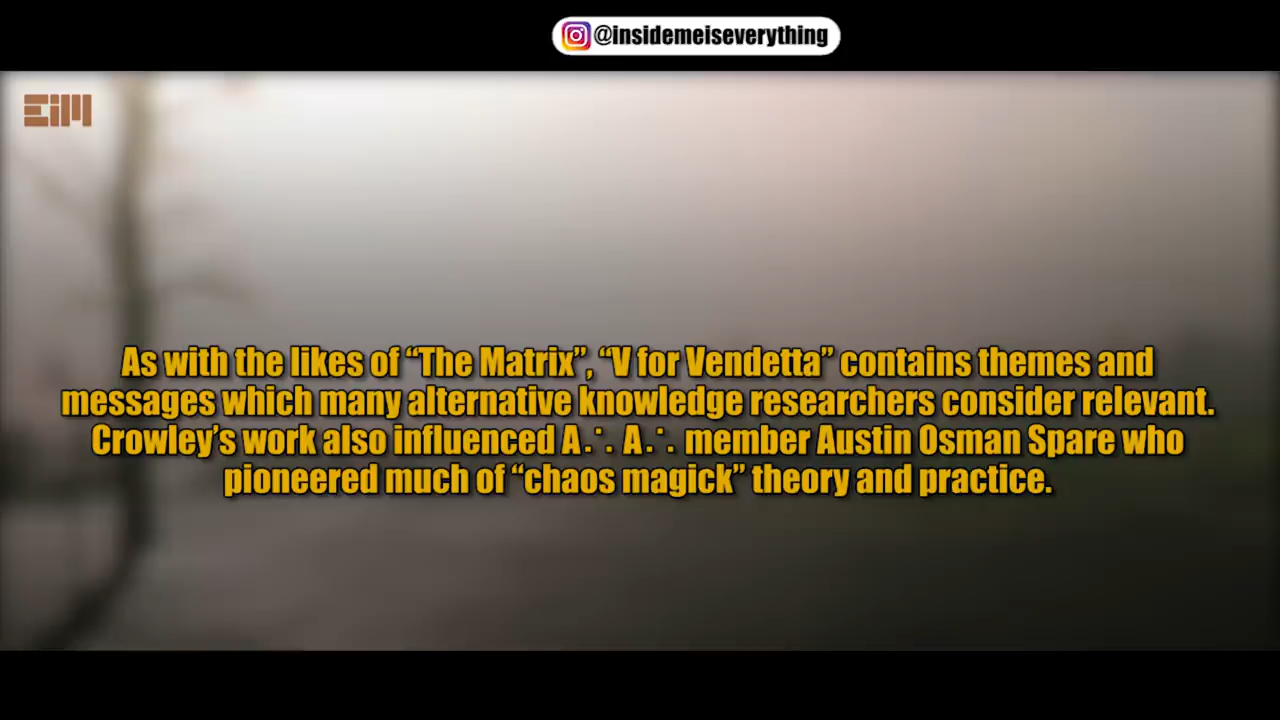 @insidemeiseverything
EiM
As with the likes of “The Matrix”, “V for Vendetta” contains themes and
messages which many alternative knowledge researchers consider relevant.
Crowley’s work also influenced A∴ A∴ member Austin Osman Spare who
pioneered much of “chaos magick” theory and practice.